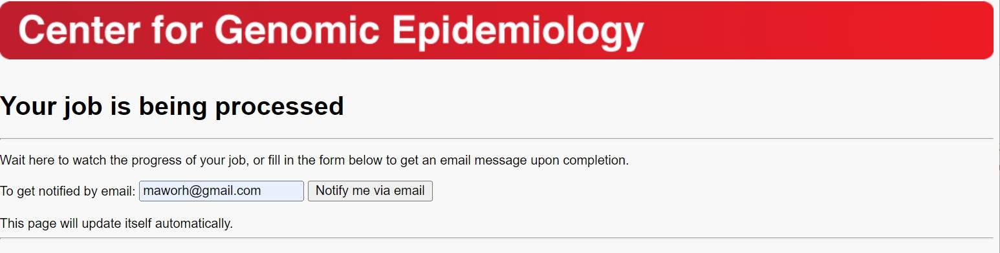 Center for Genomic Epidemiology
Your job is being processed
Wait here to watch the progress of your job, or fill in the form below to get an email message upon completion.
To get notified by email: maworh@gmail.com Notify me via email
This page will update itself automatically.